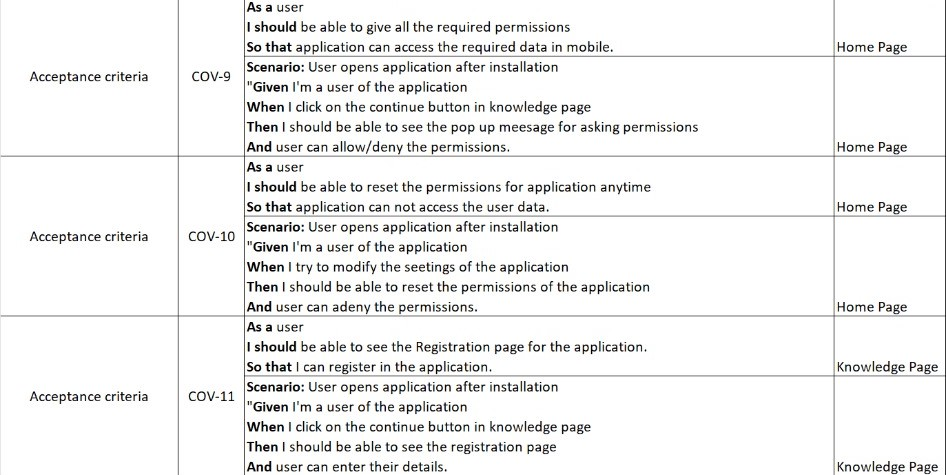 As a user
I should be able to give all the required permissions
So that application can access the required data in mobile.
Home Page
Acceptance criteria
COV-9
Scenario: User opens application after installation
"Given I'm a user of the application
When I click on the continue button in knowledge page
Then I should be able to see the pop up meesage for asking permissions
And user can allow/deny the permissions.
Home Page
As a user
I should be able to reset the permissions for application anytime
So that application can not access the user data.
Home Page
Acceptance criteria
COV-10
Scenario: User opens application after installation
"Given I'm a user of the application
When I try to modify the seetings of the application
Then I should be able to reset the permissions of the application
And user can adeny the permissions.
Home Page
As a user
I should be able to see the Registration page for the application.
So that I can register in the application.
Knowledge Page
Acceptance criteria
COV-11
Scenario: User opens application after installation
"Given I'm a user of the application
When I click on the continue button in knowledge page
Then I should be able to see the registration page
And user can enter their details.
Knowledge Page